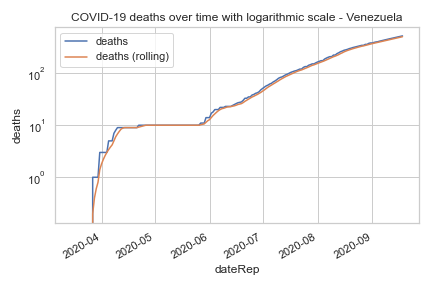 COVID-19 deaths over time with logarithmic scale - Venezuela
deaths
deaths (rolling)
10²
10¹
10⁰
deaths
2020-04
2020-05
2020-06
2020-07
2020-08
2020-09
dateRep